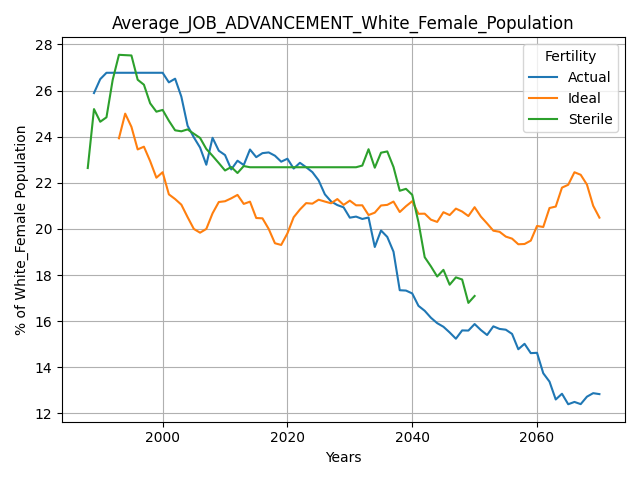 Average_JOB_ADVANCEMENT_White_Female_Population
Fertility
Actual
Ideal
Sterile
% of White_Female Population
28
26
24
22
20
18
16
14
12
2000
2020
2040
2060
Years